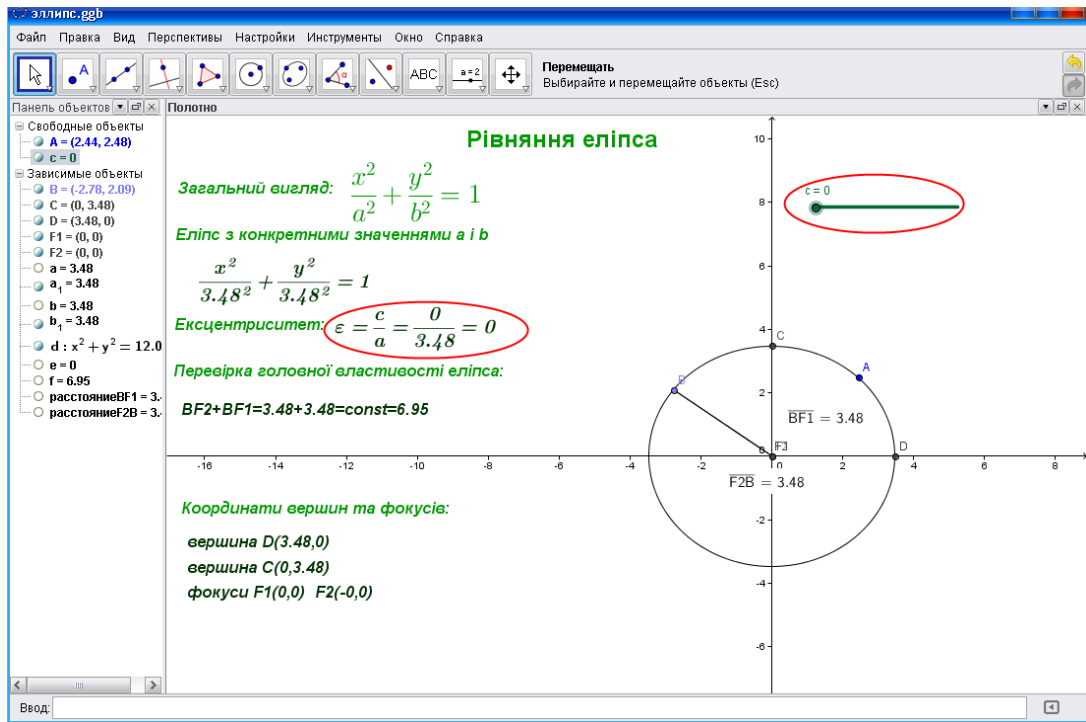 эллипс.ggb
Файл Правка Вид Перспективы Настройки Инструменты Окно Справка
A ABC a=2 α
Перемещать
Выбирайте и перемещайте объекты (Esc)
Панель объектов
Полотно
Свободные объекты
A = (2.44, 2.48)
c = 0
Зависимые объекты
B = (-2.78, 2.09)
C = (0, 3.48)
D = (3.48, 0)
F1 = (0, 0)
F2 = (0, 0)
a = 3.48
a₁ = 3.48
b = 3.48
b₁ = 3.48
d : x² + y² = 12.0
e = 0
f = 6.95
расстояниеBF1 = 3.
расстояниеF2B = 3.
Рівняння еліпса
Загальний вигляд: x²/a² + y²/b² = 1
Еліпс з конкретними значеннями a і b
x²/3.48² + y²/3.48² = 1
Ексцентриситет: ε = c/a = 0/3.48 = 0
Перевірка головної властивості еліпса:
BF2+BF1=3.48+3.48=const=6.95
Координати вершин та фокусів:
вершина D(3.48,0)
вершина C(0,3.48)
фокуси F1(0,0) F2(-0,0)
c = 0
10
8
6
4
2
-2
-4
-6
-16 -14 -12 -10 -8 -6 -4 -2 0 2 4 6 8
C
A
B
D
BF1 = 3.48
F2B = 3.48
Ввод: